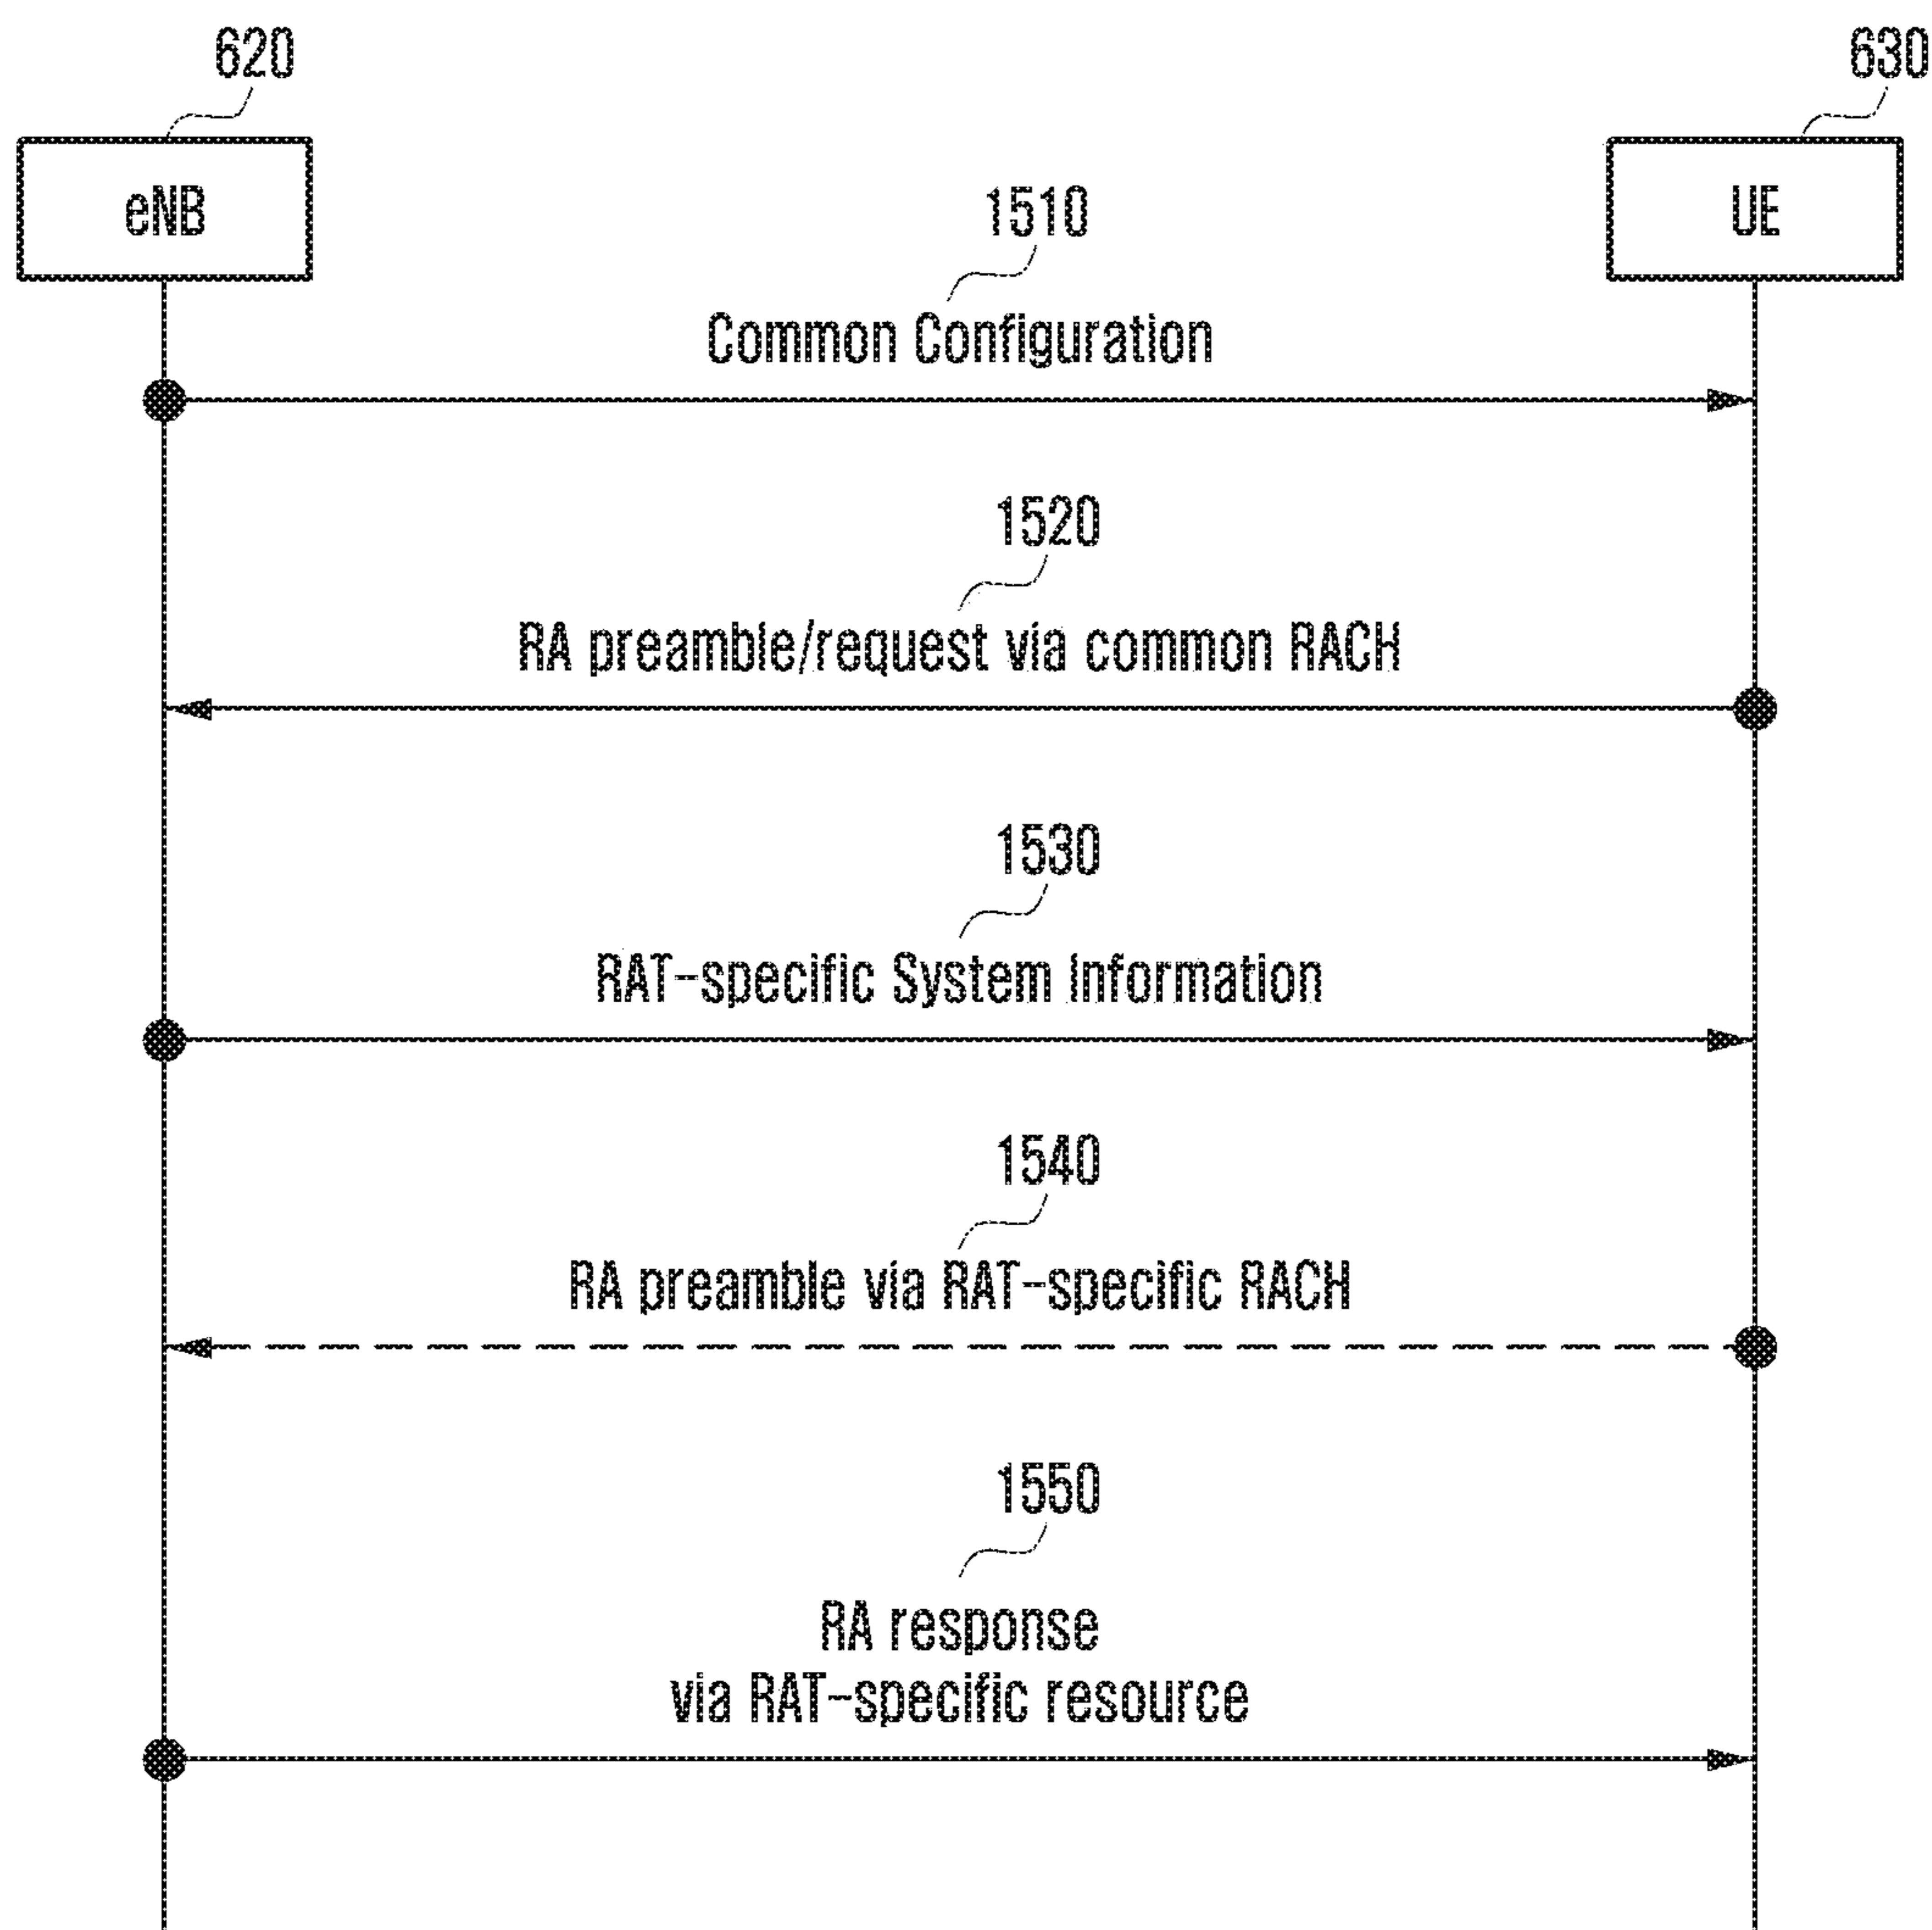 620
630
eNB
UE
1510
Common Configuration
1520
RA preamble/request via common RACH
1530
RAT-specific System Information
1540
RA preamble via RAT-specific RACH
1550
RA response
via RAT-specific resource